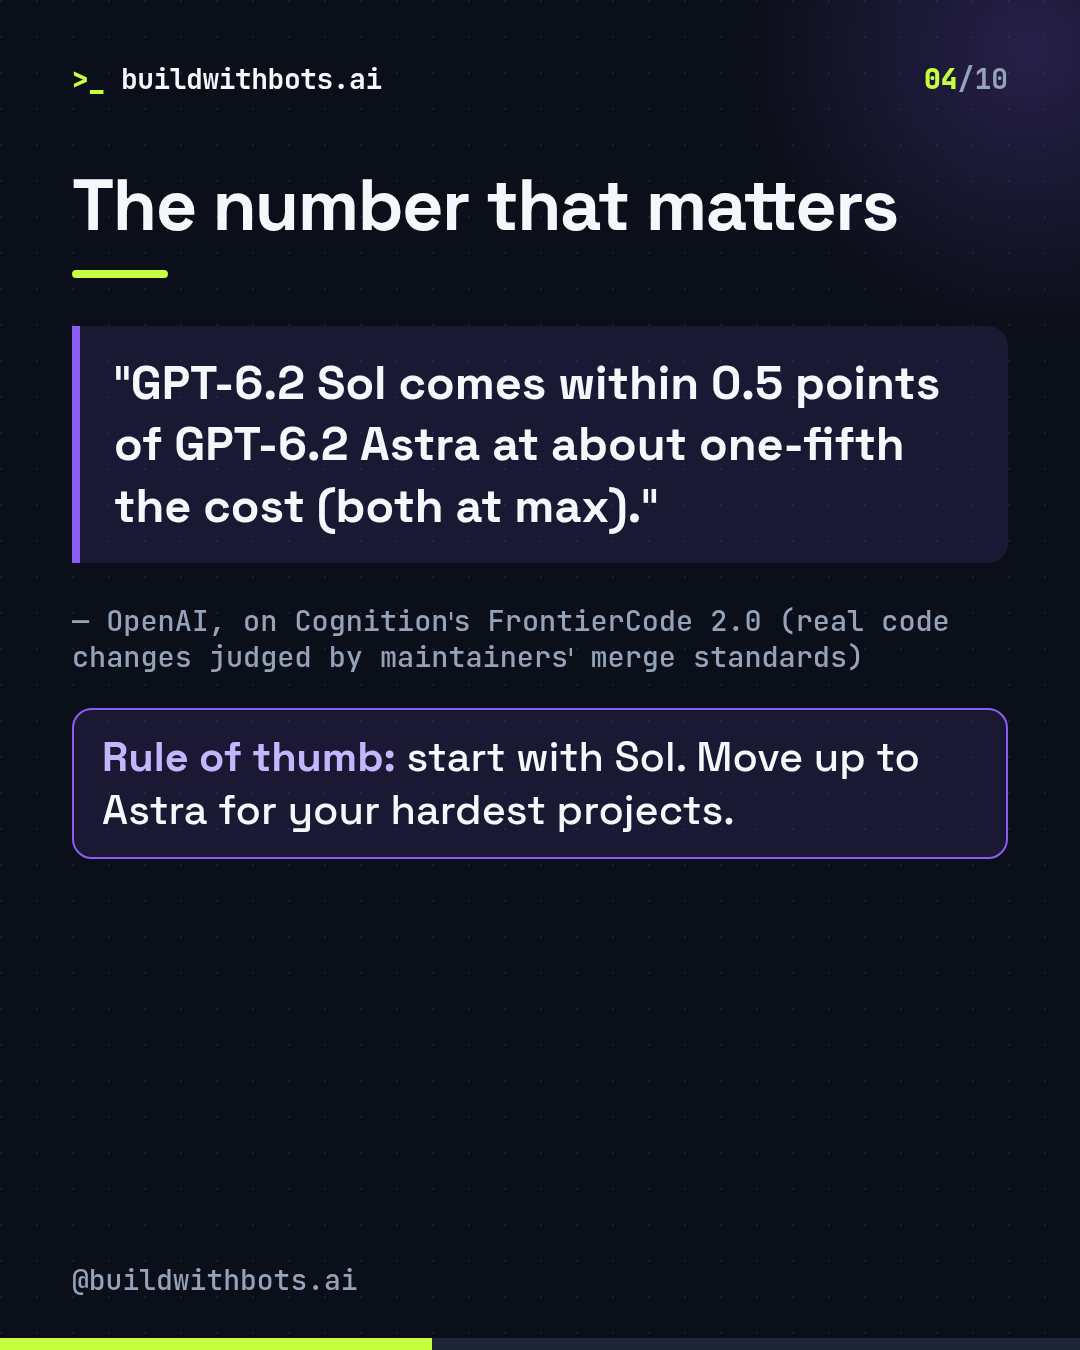 >_ buildwithbots.ai
04/10
The number that matters
"GPT-6.2 Sol comes within 0.5 points
of GPT-6.2 Astra at about one-fifth
the cost (both at max)."
— OpenAI, on Cognition's FrontierCode 2.0 (real code
changes judged by maintainers' merge standards)
Rule of thumb: start with Sol. Move up to
Astra for your hardest projects.
@buildwithbots.ai